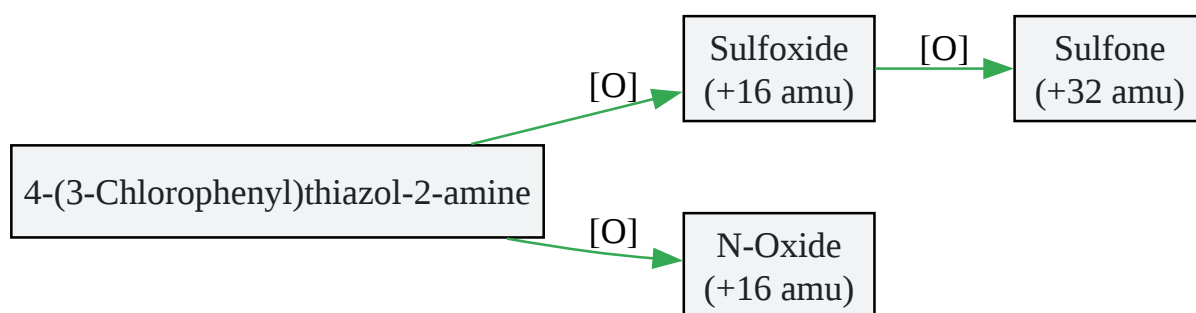 Sulfoxide
(+16 amu)
[O]
Sulfone
(+32 amu)
[O]
4-(3-Chlorophenyl)thiazol-2-amine
[O]
N-Oxide
(+16 amu)